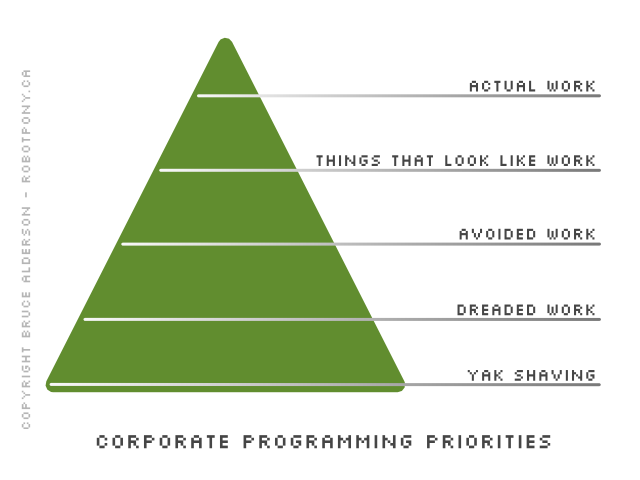 ACTUAL WORK
THINGS THAT LOOK LIKE WORK
AVOIDED WORK
DREADED WORK
YAK SHAVING
CORPORATE PROGRAMMING PRIORITIES
COPYRIGHT BRUCE ALDERSON - ROBOTPONY.CA